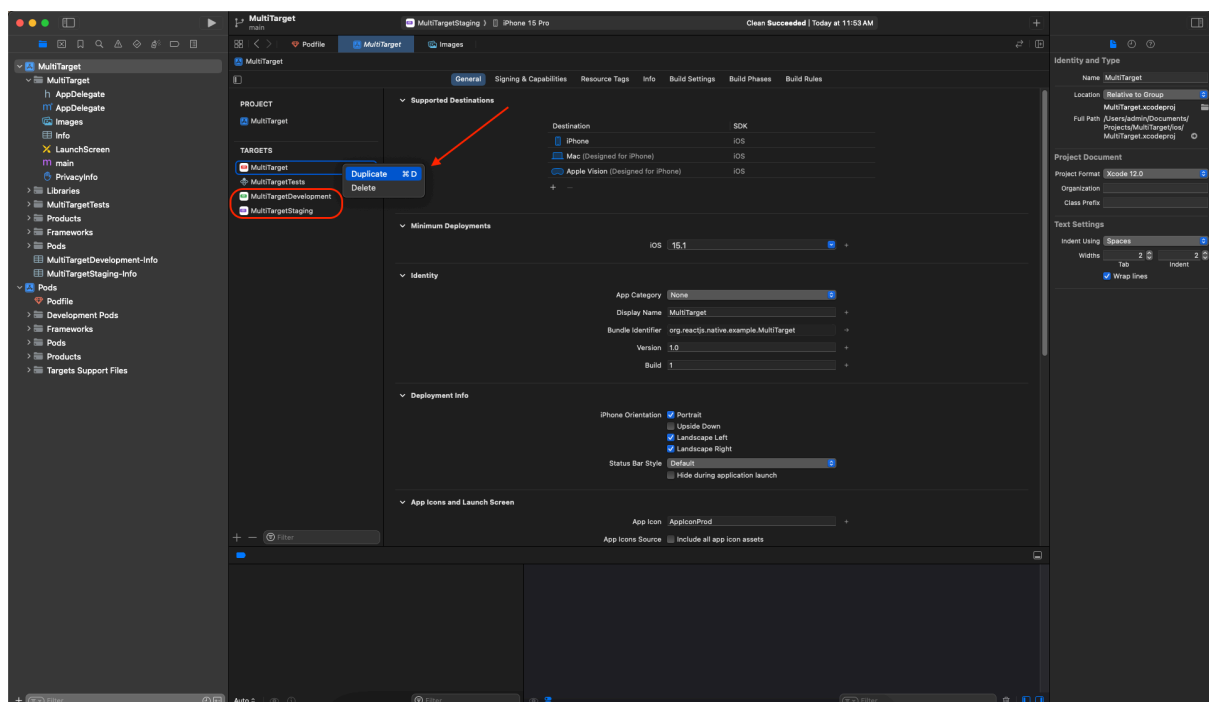 MultiTarget
main
MultiTargetStaging 〉 iPhone 15 Pro
Clean Succeeded | Today at 11:53 AM
Podfile
MultiTarget
Images
MultiTarget
General Signing & Capabilities Resource Tags Info Build Settings Build Phases Build Rules
MultiTarget
MultiTarget
AppDelegate
AppDelegate
Images
Info
LaunchScreen
main
PrivacyInfo
Libraries
MultiTargetTests
Products
Frameworks
Pods
MultiTargetDevelopment-Info
MultiTargetStaging-Info
Pods
Podfile
Development Pods
Frameworks
Pods
Products
Targets Support Files
Filter
PROJECT
MultiTarget
TARGETS
MultiTarget
MultiTargetTests
MultiTargetDevelopment
MultiTargetStaging
Duplicate ⌘ D
Delete
Filter
Supported Destinations
Destination SDK
iPhone iOS
Mac (Designed for iPhone) iOS
Apple Vision (Designed for iPhone) iOS
Minimum Deployments
iOS 15.1
Identity
App Category None
Display Name MultiTarget
Bundle Identifier org.reactjs.native.example.MultiTarget
Version 1.0
Build 1
Deployment Info
iPhone Orientation Portrait
Upside Down
Landscape Left
Landscape Right
Status Bar Style Default
Hide during application launch
App Icons and Launch Screen
App Icon AppIconProd
App Icons Source Include all app icon assets
Auto
Filter
Filter
Identity and Type
Name MultiTarget
Location Relative to Group
MultiTarget.xcodeproj
Full Path /Users/admin/Documents/
Projects/MultiTarget/ios/
MultiTarget.xcodeproj
Project Document
Project Format Xcode 12.0
Organization
Class Prefix
Text Settings
Indent Using Spaces
Widths 2 2
Tab Indent
Wrap lines